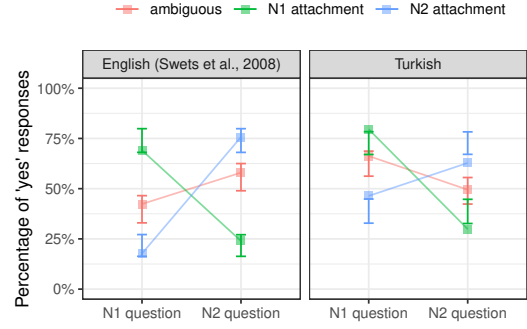 ambiguous N1 attachment N2 attachment
English (Swets et al., 2008) Turkish
Percentage of 'yes' responses
100%
75%
50%
25%
0%
N1 question N2 question N1 question N2 question